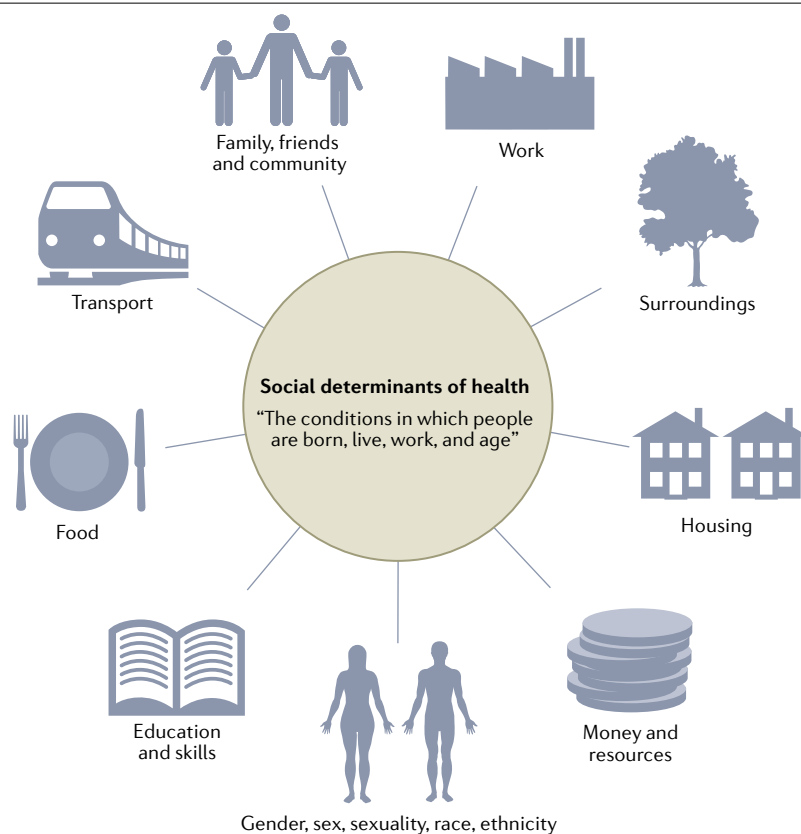 Family, friends
and community
Work
Transport
Surroundings
Social determinants of health
“The conditions in which people
are born, live, work, and age”
Food
Housing
Education
and skills
Money and
resources
Gender, sex, sexuality, race, ethnicity